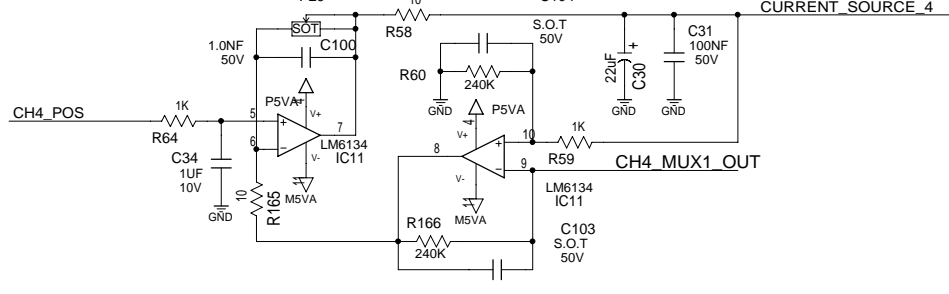 CURRENT_SOURCE_4
10
R58
SOT
C100
1.0NF
50V
S.O.T
50V
R60
240K
GND
22uF
+
C30
GND
C31
100NF
50V
GND
CH4_POS
1K
R64
C34
1UF
10V
GND
P5VA
4
V+
5
+
6
-
7
V-
LM6134
IC11
M5VA
10
R165
P5VA
4
V+
10
+
9
-
8
V-
1K
R59
CH4_MUX1_OUT
LM6134
IC11
M5VA
R166
240K
C103
S.O.T
50V